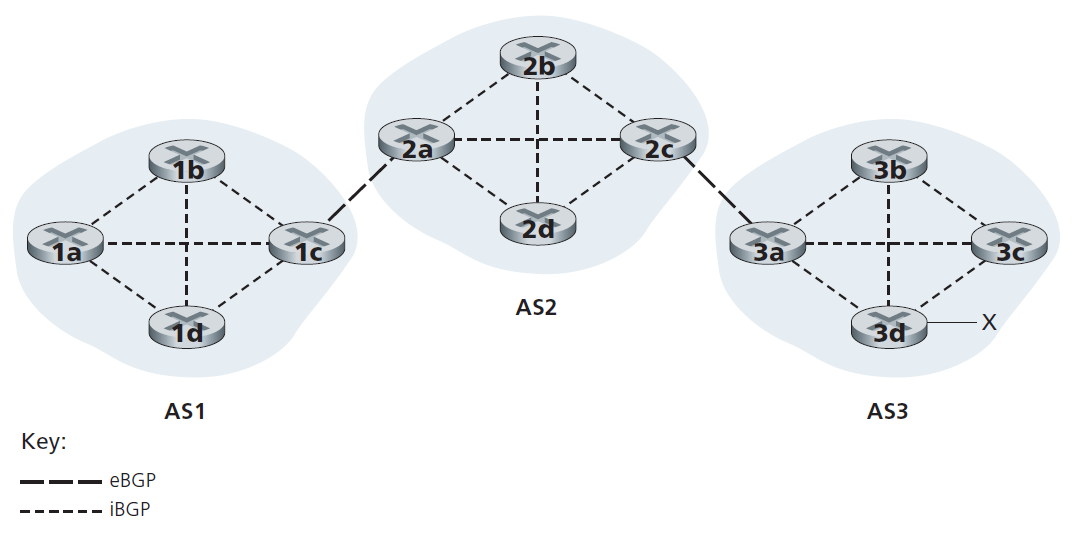 2b
2a
2c
2d
AS2
1b
1a
1c
1d
AS1
3b
3a
3c
3d
X
AS3
Key:
eBGP
iBGP